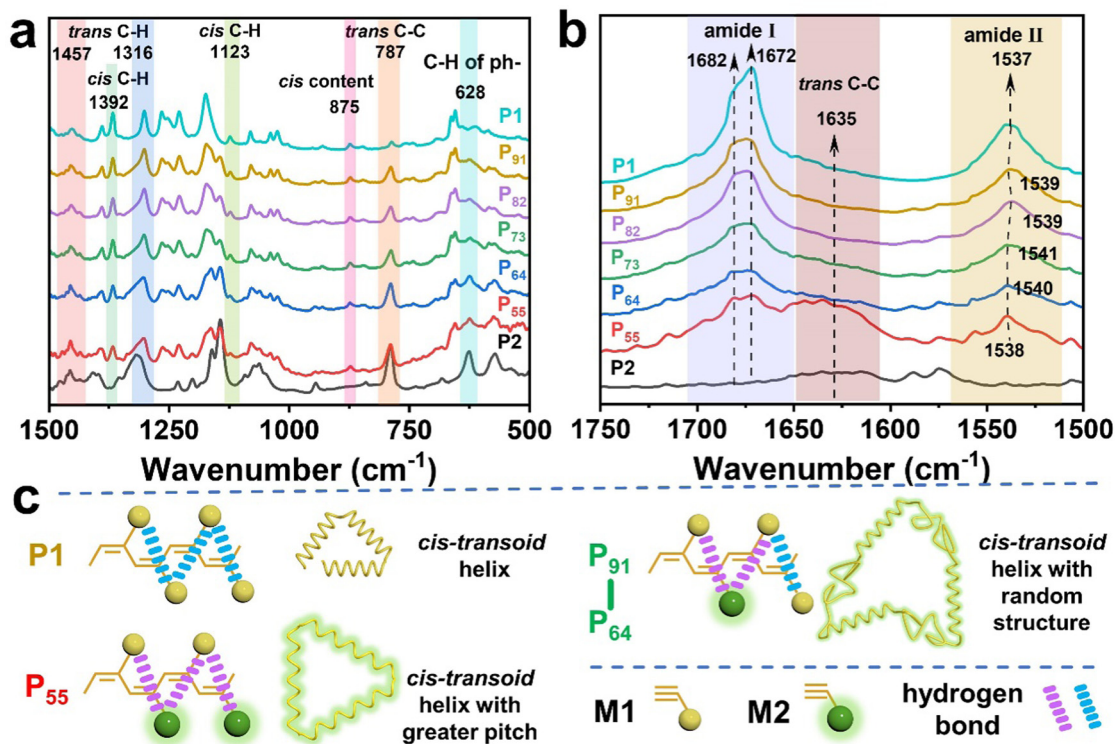 a
trans C-H
cis C-H
trans C-C
1457
1316
1123
787
C-H of ph-
cis C-H
cis content
1392
875
628
P1
P91
P82
P73
P64
P55
P2
1500
1250
1000
750
500
Wavenumber (cm-1)
b
amide I
amide II
1682
1672
1537
trans C-C
1635
P1
P91
1539
P82
1539
P73
1541
P64
1540
P55
1538
P2
1750
1700
1650
1600
1550
1500
Wavenumber (cm-1)
c
P1
cis-transoid
helix
P55
cis-transoid
helix with
greater pitch
P91
P64
cis-transoid
helix with
random
structure
M1
M2
hydrogen
bond